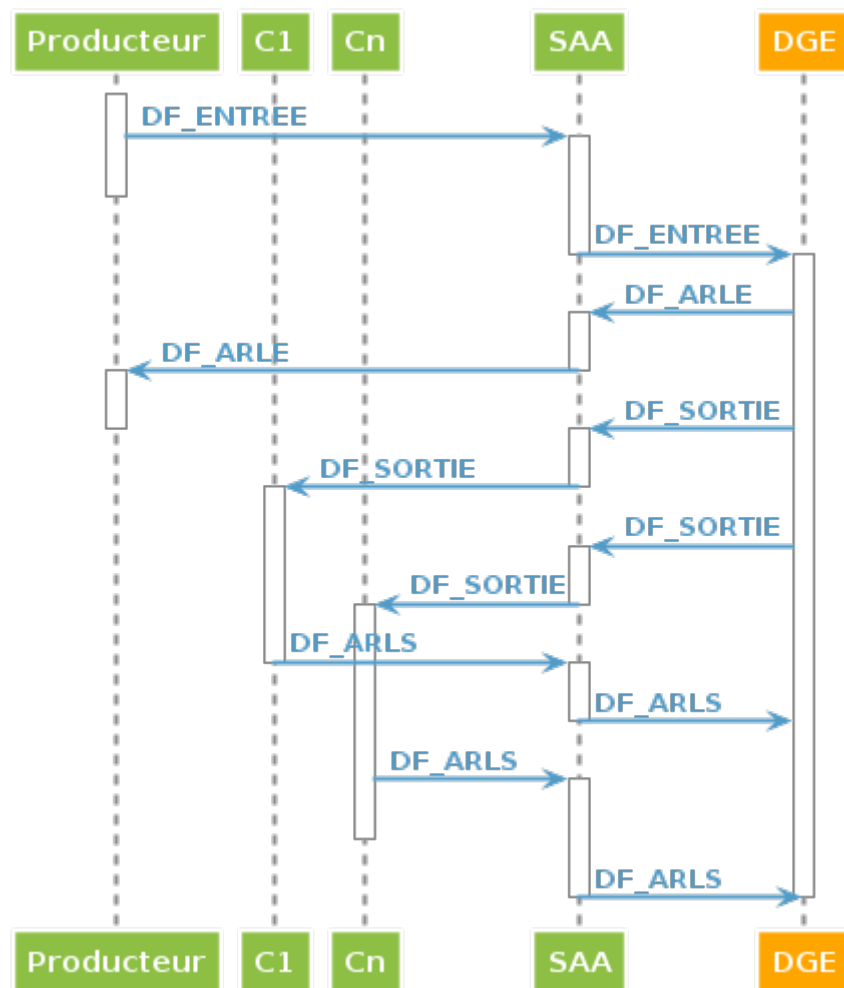 Producteur C1 Cn SAA DGE
DF_ENTREE
DF_ENTREE
DF_ARLE
DF_ARLE
DF_SORTIE
DF_SORTIE
DF_SORTIE
DF_SORTIE
DF_ARLS
DF_ARLS
DF_ARLS
DF_ARLS
Producteur C1 Cn SAA DGE